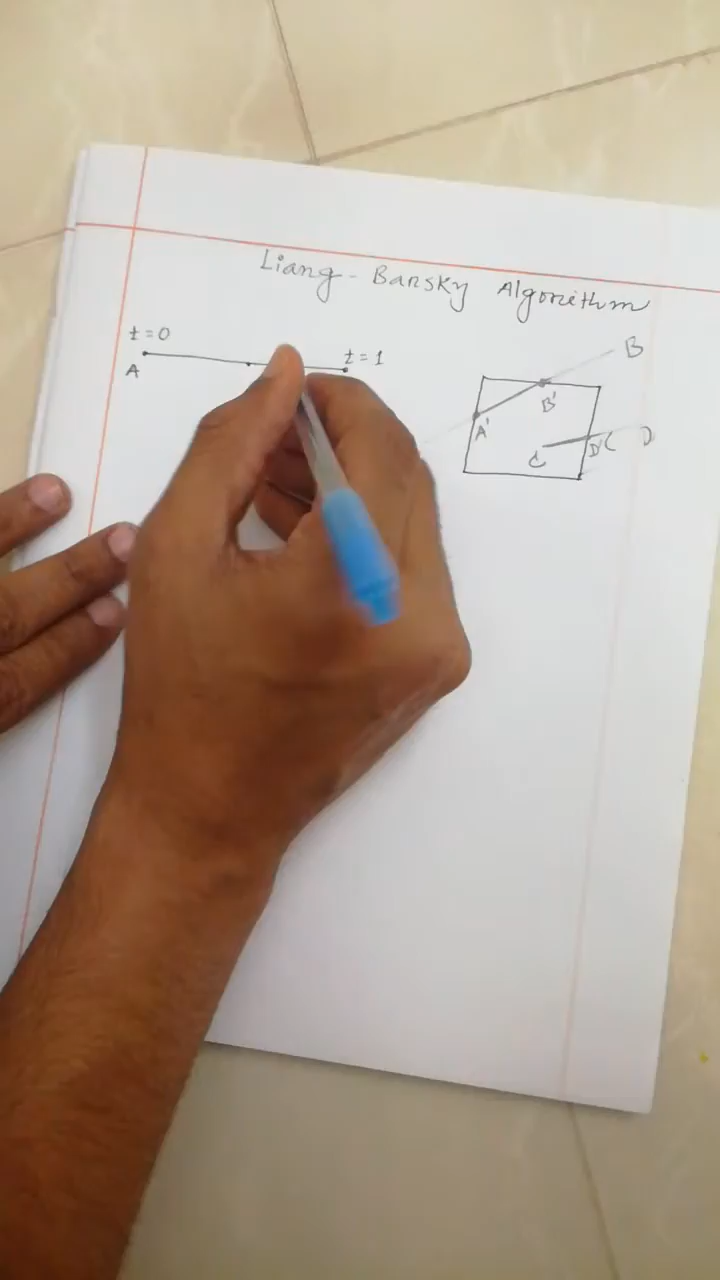 Liang - Barsky Algorithm
t = 0
t = 1
A
B
B'
A'
C
D'
D